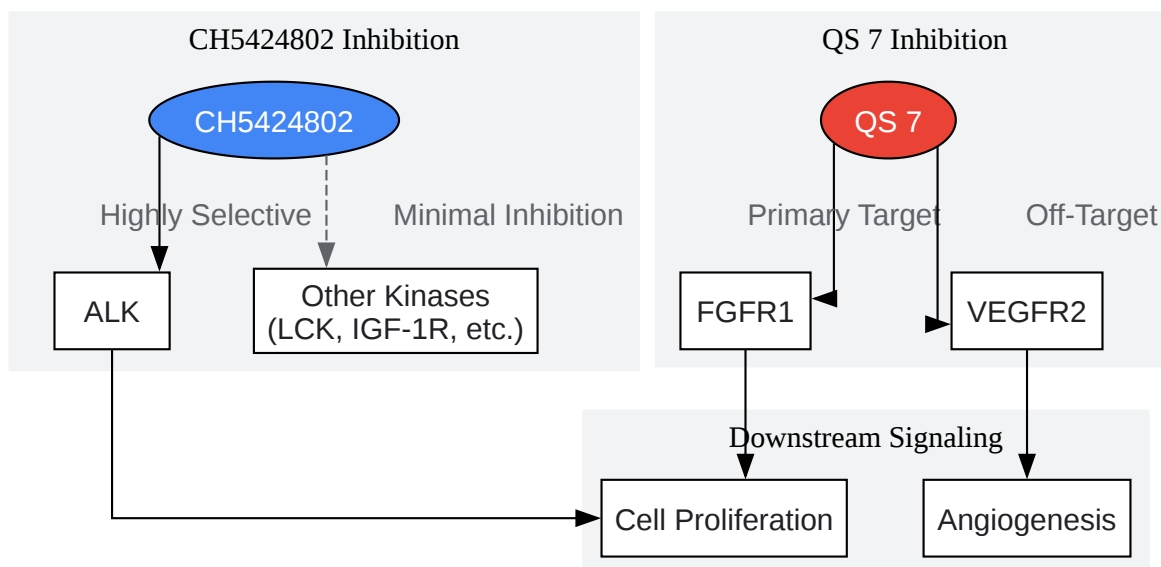 CH5424802 Inhibition
QS 7 Inhibition
CH5424802
QS 7
Highly Selective
Minimal Inhibition
Primary Target
Off-Target
ALK
Other Kinases
(LCK, IGF-1R, etc.)
FGFR1
VEGFR2
Downstream Signaling
Cell Proliferation
Angiogenesis